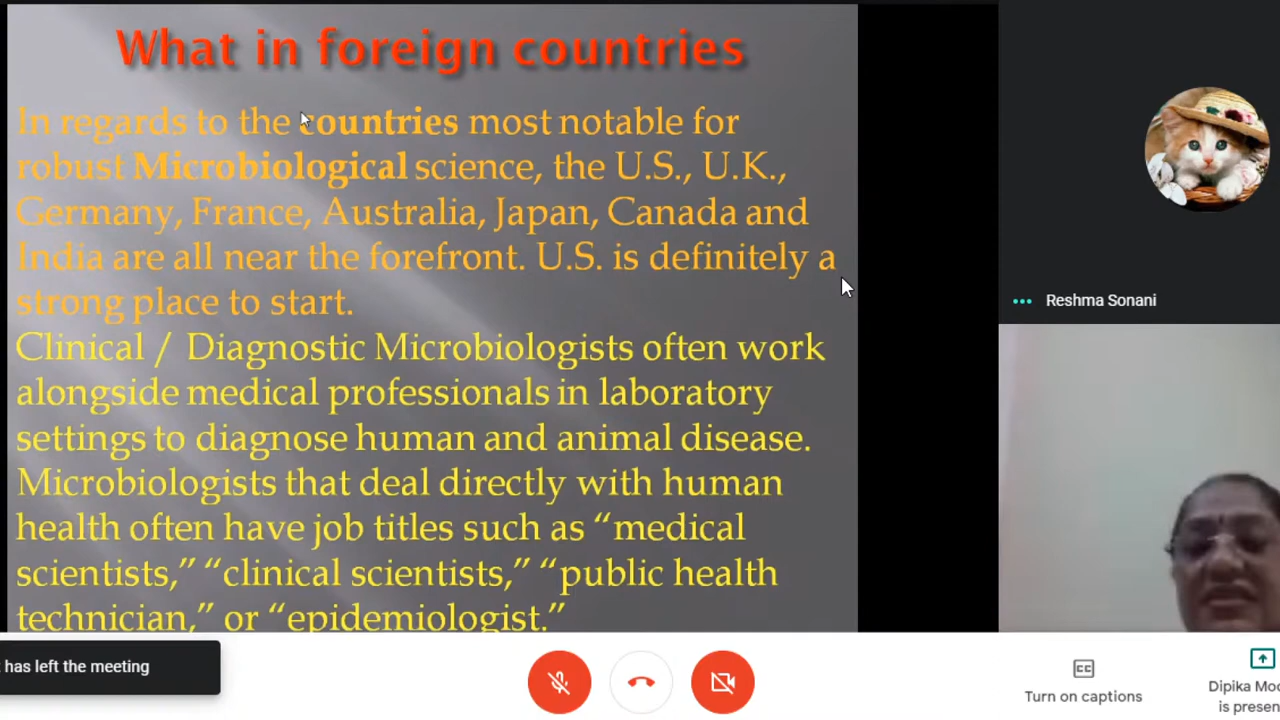 What in foreign countries
In regards to the countries most notable for
robust Microbiological science, the U.S., U.K.,
Germany, France, Australia, Japan, Canada and
India are all near the forefront. U.S. is definitely a
strong place to start.
Clinical / Diagnostic Microbiologists often work
alongside medical professionals in laboratory
settings to diagnose human and animal disease.
Microbiologists that deal directly with human
health often have job titles such as “medical
scientists,” “clinical scientists,” “public health
technician,” or “epidemiologist.”
Reshma Sonani
has left the meeting
CC
Turn on captions
Dipika
is presen